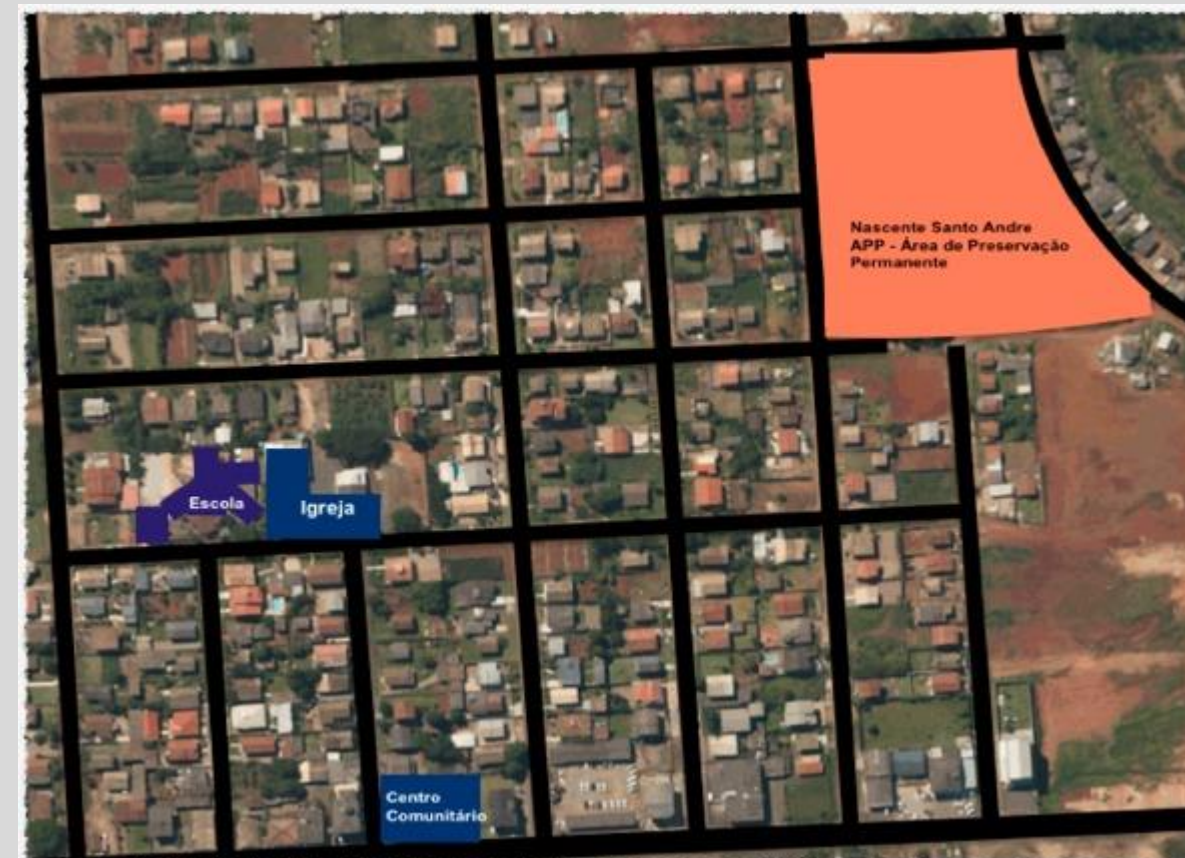 Nascente Santo Andre
APP - Área de Preservação
Permanente
Escola
Igreja
Centro
Comunitário